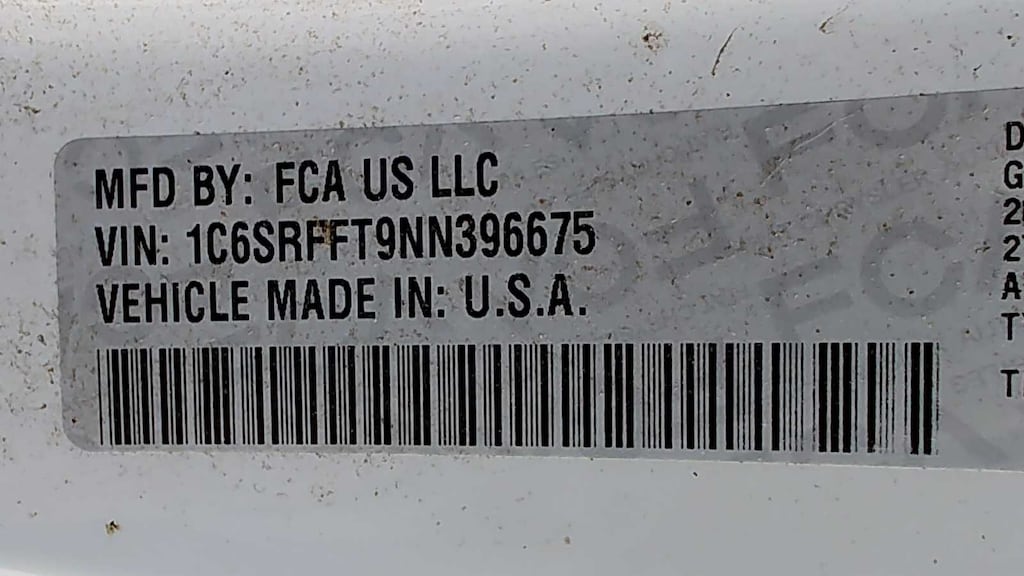 MFD BY: FCA US LLC
VIN: 1C6SRFFT9NN396675
VEHICLE MADE IN: U.S.A.